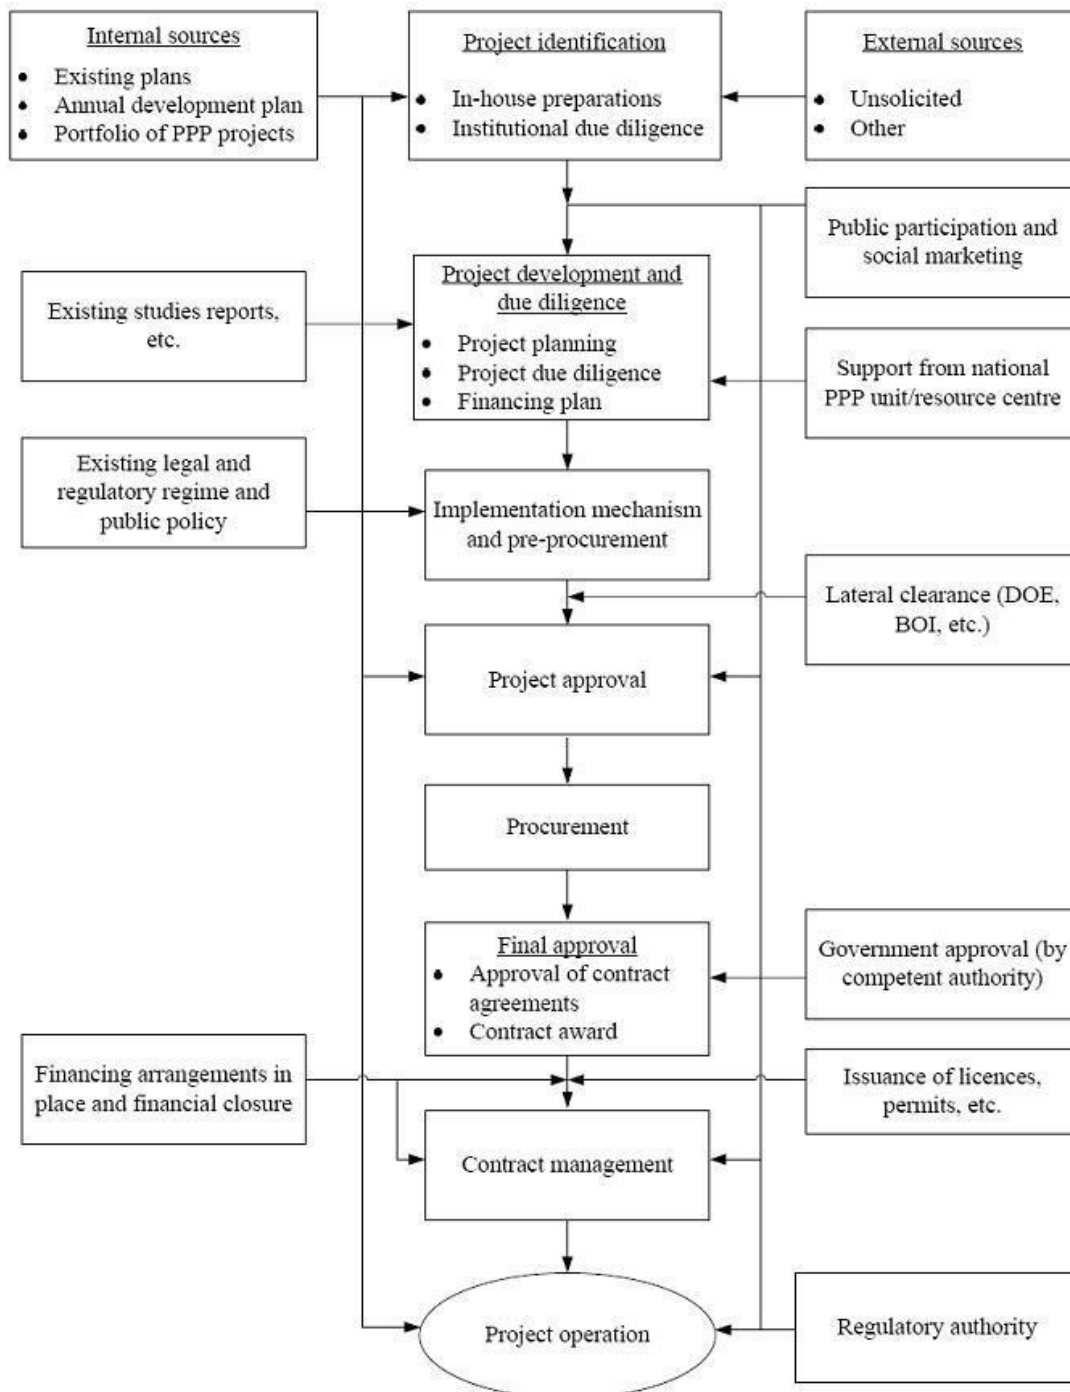 Internal sources
• Existing plans
• Annual development plan
• Portfolio of PPP projects
Project identification
• In-house preparations
• Institutional due diligence
External sources
• Unsolicited
• Other
Public participation and
social marketing
Project development and
due diligence
• Project planning
• Project due diligence
• Financing plan
Existing studies reports,
etc.
Support from national
PPP unit/resource centre
Existing legal and
regulatory regime and
public policy
Implementation mechanism
and pre-procurement
Lateral clearance (DOE,
BOI, etc.)
Project approval
Procurement
Final approval
• Approval of contract
agreements
• Contract award
Government approval (by
competent authority)
Financing arrangements in
place and financial closure
Issuance of licences,
permits, etc.
Contract management
Project operation
Regulatory authority